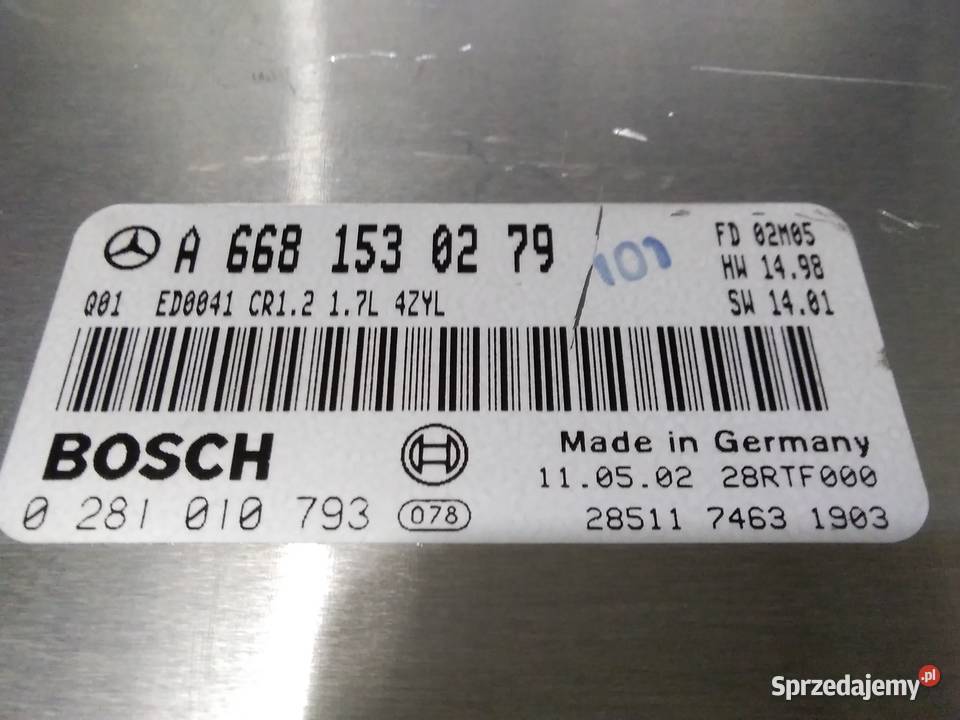 A 668 153 02 79
101
FD 02M05
HW 14.98
SW 14.01
Q01 ED0041 CR1.2 1.7L 4ZYL
BOSCH
Made in Germany
11.05.02 28RTF000
0 281 010 793 078
28511 7463 1903
Sprzedajemy.pl